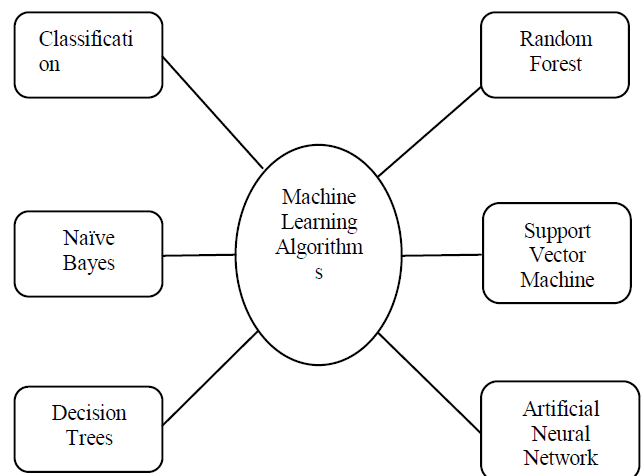 Classificati
on
Random
Forest
Machine
Learning
Algorithm
s
Naïve
Bayes
Support
Vector
Machine
Decision
Trees
Artificial
Neural
Network